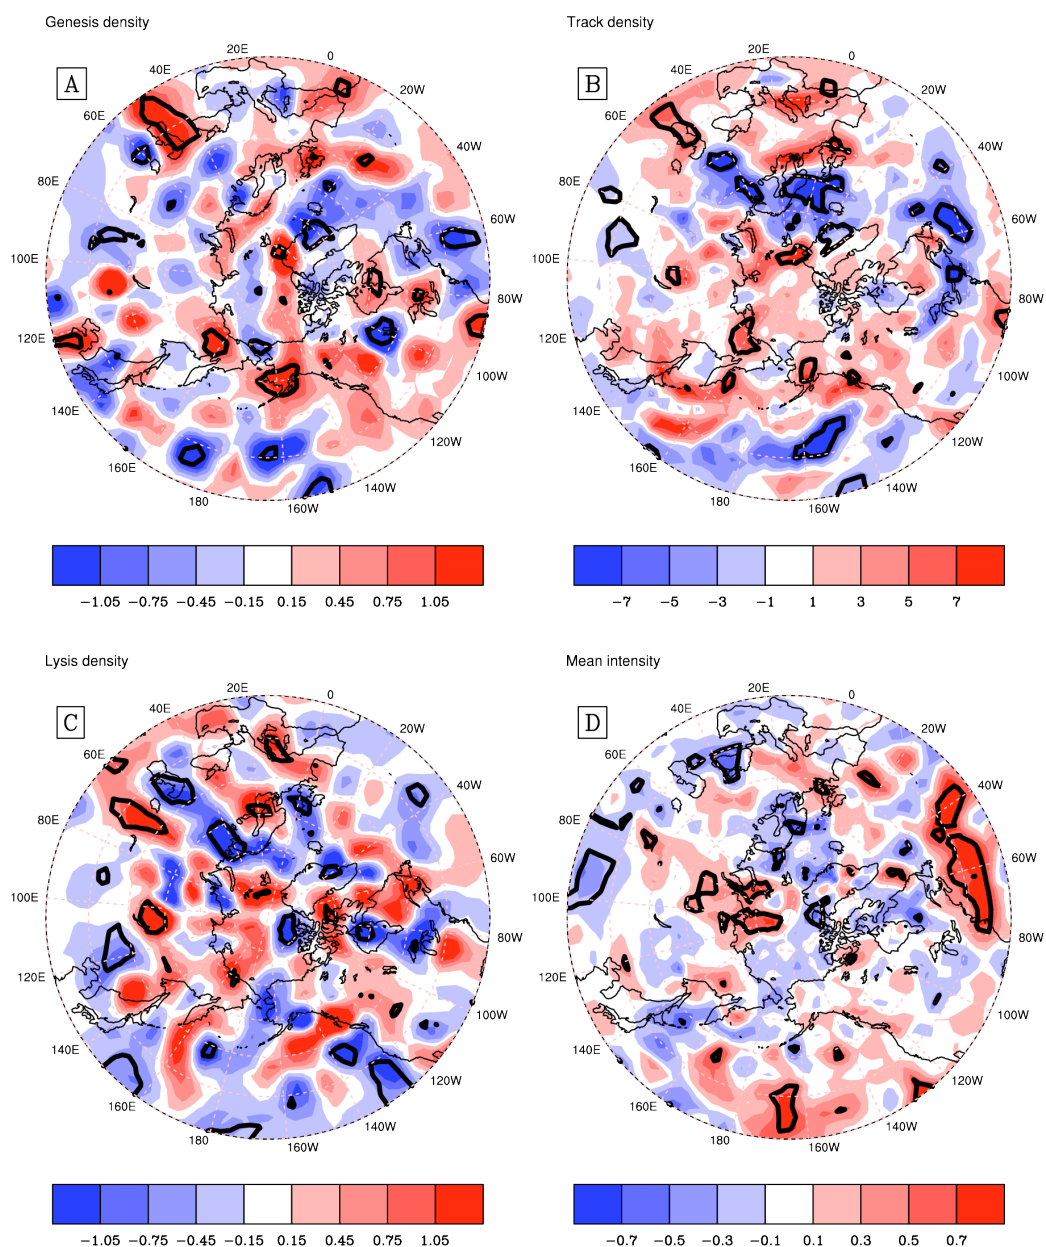 Genesis density
Track density
A
B
20E
0
20E
0
40E
20W
40E
20W
60E
40W
60E
40W
80E
60W
80E
60W
100E
80W
100E
80W
120E
100W
120E
100W
140E
120W
140E
120W
160E
140W
160E
140W
180
160W
180
160W
−1.05 −0.75 −0.45 −0.15 0.15 0.45 0.75 1.05
−7 −5 −3 −1 1 3 5 7
Lysis density
Mean intensity
C
D
20E
0
20E
0
40E
20W
40E
20W
60E
40W
60E
40W
80E
60W
80E
60W
100E
80W
100E
80W
120E
100W
120E
100W
140E
120W
140E
120W
160E
140W
160E
140W
180
160W
180
160W
−1.05 −0.75 −0.45 −0.15 0.15 0.45 0.75 1.05
−0.7 −0.5 −0.3 −0.1 0.1 0.3 0.5 0.7